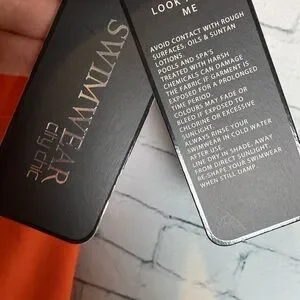 SWIMWEAR
city chic
LOOK
ME
AVOID CONTACT WITH ROUGH
SURFACES, OILS & SUNTAN
LOTIONS.
POOLS AND SPA'S
TREATED WITH HARSH
CHEMICALS CAN DAMAGE
THE FABRIC IF GARMENT IS
EXPOSED FOR A PROLONGED
TIME PERIOD.
COLOURS MAY FADE OR
BLEED IF EXPOSED TO
CHLORINE OR EXCESSIVE
SUNLIGHT.
ALWAYS RINSE YOUR
SWIMWEAR IN COLD WATER
AFTER USE.
LINE DRY IN SHADE, AWAY
FROM DIRECT SUNLIGHT.
RE-SHAPE YOUR SWIMWEAR
WHEN STILL DAMP.